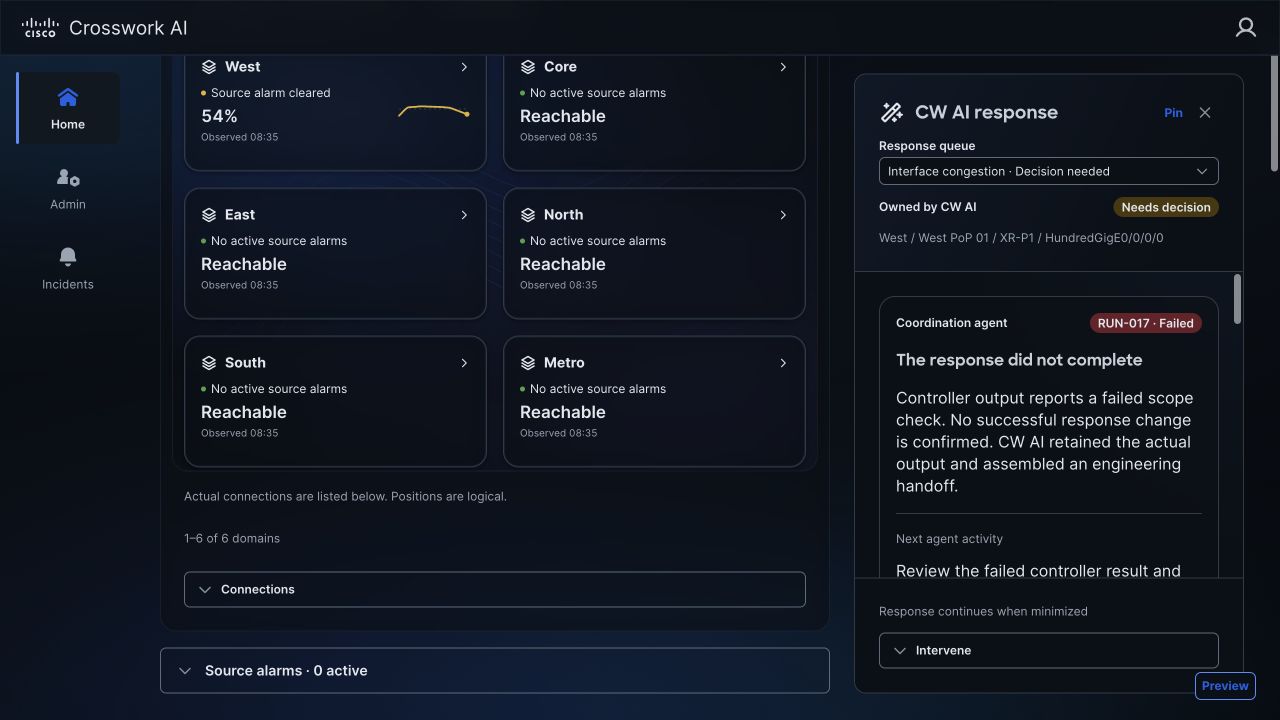 CISCO
Crosswork AI
Home
Admin
Incidents
West
Source alarm cleared
54%
Observed 08:35
Core
No active source alarms
Reachable
Observed 08:35
East
No active source alarms
Reachable
Observed 08:35
North
No active source alarms
Reachable
Observed 08:35
South
No active source alarms
Reachable
Observed 08:35
Metro
No active source alarms
Reachable
Observed 08:35
Actual connections are listed below. Positions are logical.
1–6 of 6 domains
Connections
Source alarms · 0 active
CW AI response
Pin
Response queue
Interface congestion · Decision needed
Owned by CW AI
Needs decision
West / West PoP 01 / XR-P1 / HundredGigE0/0/0/0
Coordination agent
RUN-017 · Failed
The response did not complete
Controller output reports a failed scope
check. No successful response change
is confirmed. CW AI retained the actual
output and assembled an engineering
handoff.
Next agent activity
Review the failed controller result and
Response continues when minimized
Intervene
Preview